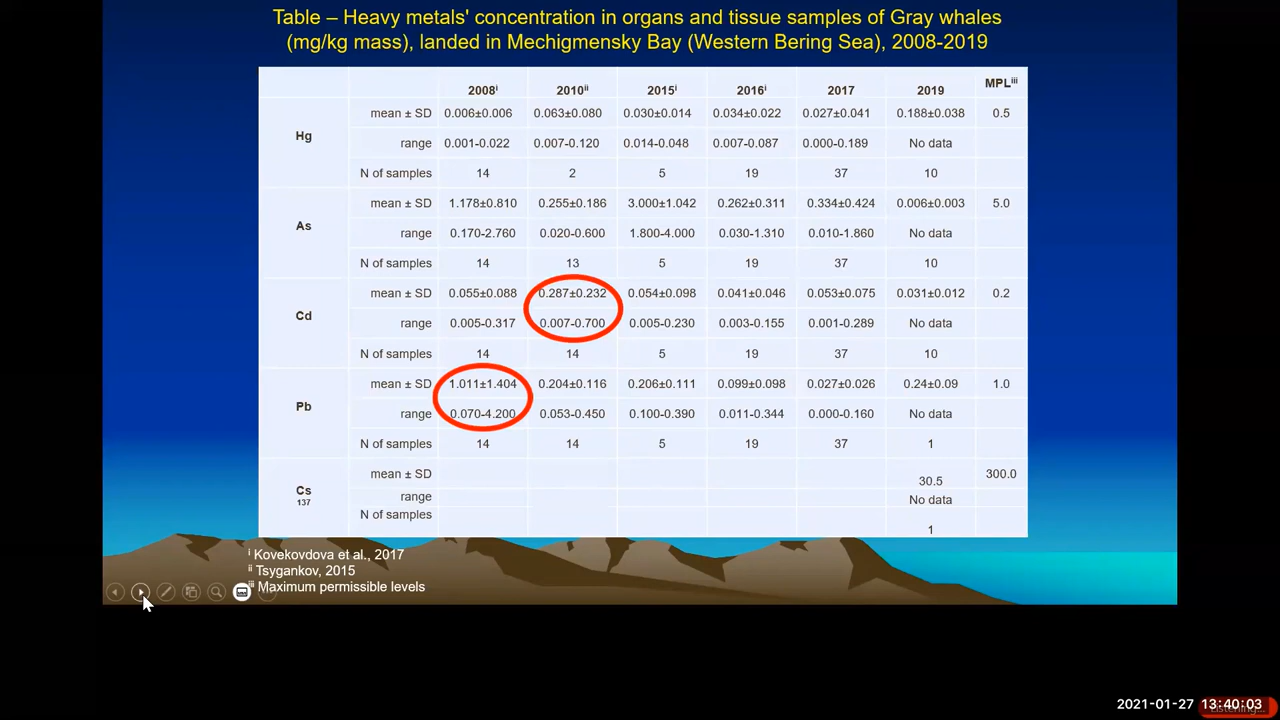 Table – Heavy metals' concentration in organs and tissue samples of Gray whales
(mg/kg mass), landed in Mechigmensky Bay (Western Bering Sea), 2008-2019
2008ⁱ 2010ⁱⁱ 2015ⁱ 2016ⁱ 2017 2019 MPLⁱⁱⁱ
Hg
mean ± SD 0.006±0.006 0.063±0.080 0.030±0.014 0.034±0.022 0.027±0.041 0.188±0.038 0.5
range 0.001-0.022 0.007-0.120 0.014-0.048 0.007-0.087 0.000-0.189 No data
N of samples 14 2 5 19 37 10
As
mean ± SD 1.178±0.810 0.255±0.186 3.000±1.042 0.262±0.311 0.334±0.424 0.006±0.003 5.0
range 0.170-2.760 0.020-0.600 1.800-4.000 0.030-1.310 0.010-1.860 No data
N of samples 14 13 5 19 37 10
Cd
mean ± SD 0.055±0.088 0.287±0.232 0.054±0.098 0.041±0.046 0.053±0.075 0.031±0.012 0.2
range 0.005-0.317 0.007-0.700 0.005-0.230 0.003-0.155 0.001-0.289 No data
N of samples 14 14 5 19 37 10
Pb
mean ± SD 1.011±1.404 0.204±0.116 0.206±0.111 0.099±0.098 0.027±0.026 0.24±0.09 1.0
range 0.070-4.200 0.053-0.450 0.100-0.390 0.011-0.344 0.000-0.160 No data
N of samples 14 14 5 19 37 1
Cs
137
mean ± SD 30.5 300.0
range No data
N of samples 1
ⁱ Kovekovdova et al., 2017
ⁱⁱ Tsygankov, 2015
ⁱⁱⁱ Maximum permissible levels
2021-01-27 13:40:03
Listening...